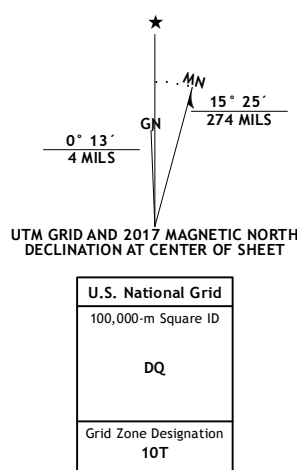 MN
GN
15° 25´
274 MILS
0° 13´
4 MILS
UTM GRID AND 2017 MAGNETIC NORTH
DECLINATION AT CENTER OF SHEET
U.S. National Grid
100,000-m Square ID
DQ
Grid Zone Designation
10T